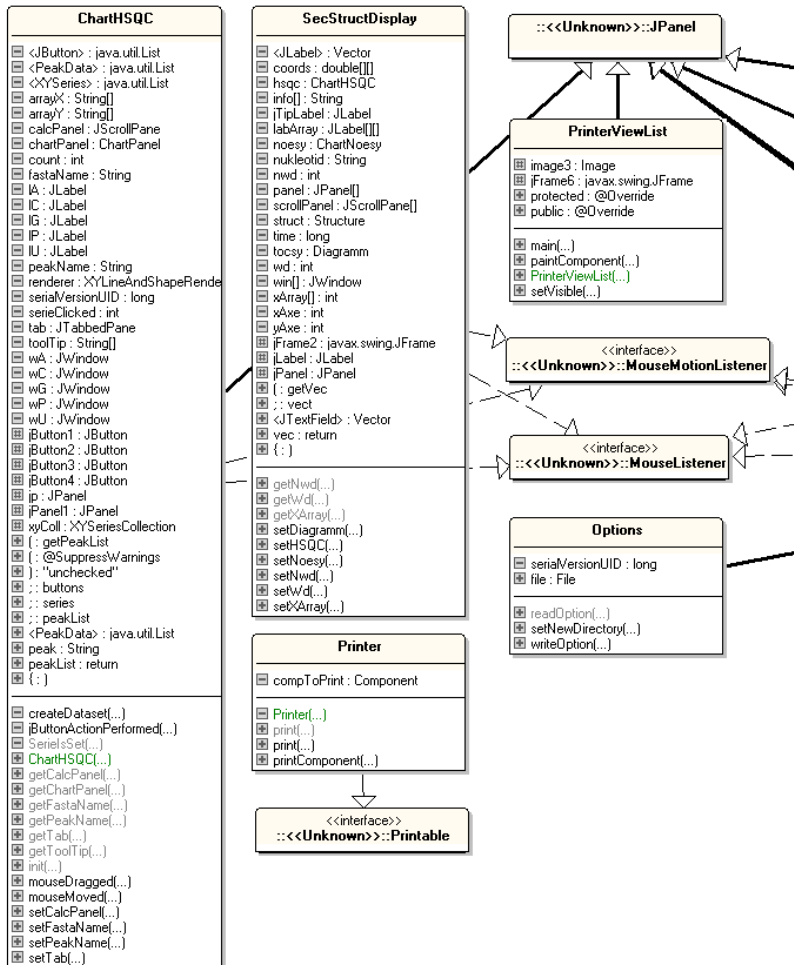 ChartHSQC
<JButton> : java.util.List
<PeakData> : java.util.List
<XYSeries> : java.util.List
arrayX : String[]
arrayY : String[]
calcPanel : JScrollPane
chartPanel : ChartPanel
count : int
fastaName : String
lA : JLabel
lC : JLabel
lG : JLabel
lP : JLabel
lU : JLabel
peakName : String
renderer : XYLineAndShapeRende
serialVersionUID : long
serieClicked : int
tab : JTabbedPane
toolTip : String[]
wA : JWindow
wC : JWindow
wG : JWindow
wP : JWindow
wU : JWindow
jButton1 : JButton
jButton2 : JButton
jButton3 : JButton
jButton4 : JButton
jp : JPanel
jPanel1 : JPanel
xyColl : XYSeriesCollection
( : getPeakList
( : @SuppressWarnings
) : "unchecked"
; : buttons
; : series
; : peakList
<PeakData> : java.util.List
peak : String
peakList : return
{ : }
createDataset(...)
jButtonActionPerformed(...)
SerieIsSet(...)
ChartHSQC(...)
getCalcPanel(...)
getChartPanel(...)
getFastaName(...)
getPeakName(...)
getTab(...)
getToolTip(...)
init(...)
mouseDragged(...)
mouseMoved(...)
setCalcPanel(...)
setFastaName(...)
setPeakName(...)
setTab(...)
SecStructDisplay
<JLabel> : Vector
coords : double[][]
hsqc : ChartHSQC
info[] : String
jTipLabel : JLabel
labArray : JLabel[][]
noesy : ChartNoesy
nukleotid : String
nwd : int
panel : JPanel[]
scrollPanel : JScrollPane[]
struct : Structure
time : long
tocsy : Diagramm
wd : int
win[] : JWindow
xArray[] : int
xAxe : int
yAxe : int
jFrame2 : javax.swing.JFrame
jLabel : JLabel
jPanel : JPanel
( : getVec
; : vect
<JTextField> : Vector
vec : return
{ : }
getNwd(...)
getWd(...)
getXArray(...)
setDiagramm(...)
setHSQC(...)
setNoesy(...)
setNwd(...)
setWd(...)
setXArray(...)
Printer
compToPrint : Component
Printer(...)
print(...)
print(...)
printComponent(...)
<<interface>>
::<<Unknown>>::Printable
::<<Unknown>>::JPanel
PrinterViewList
image3 : Image
jFrame6 : javax.swing.JFrame
protected : @Override
public : @Override
main(...)
paintComponent(...)
PrinterViewList(...)
setVisible(...)
<<interface>>
::<<Unknown>>::MouseMotionListener
<<interface>>
::<<Unknown>>::MouseListener
Options
serialVersionUID : long
file : File
readOption(...)
setNewDirectory(...)
writeOption(...)